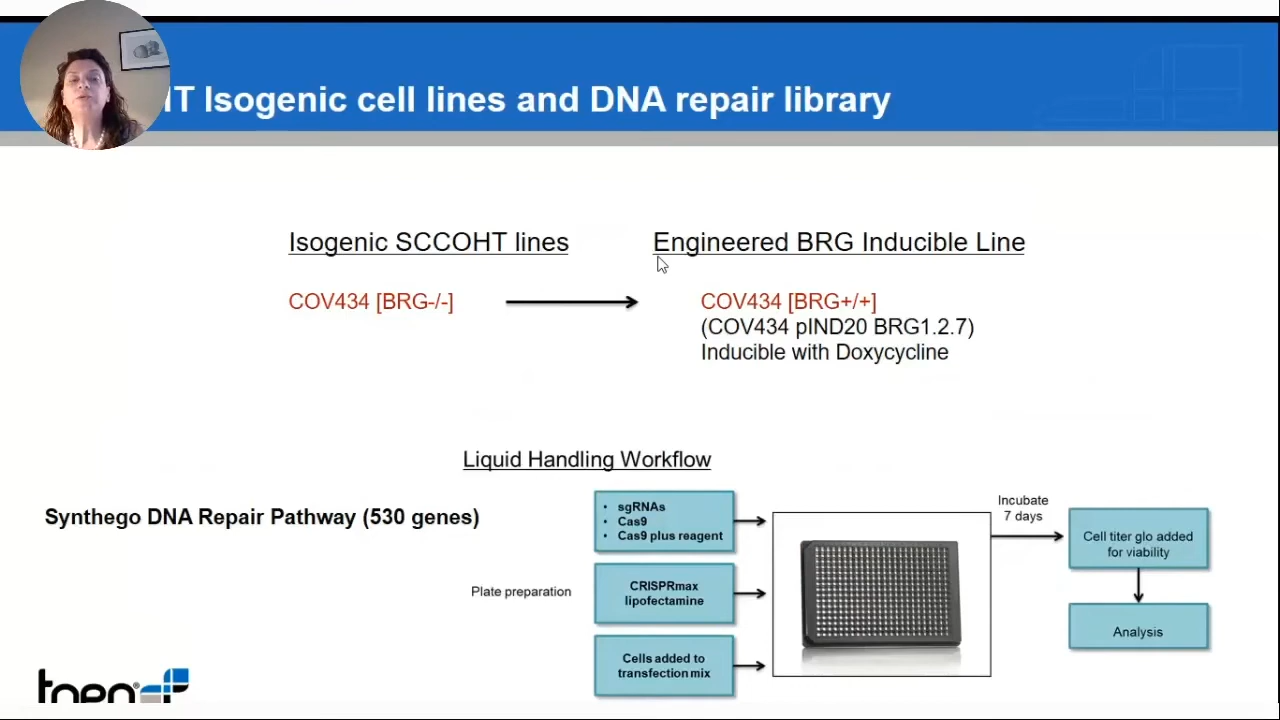 T Isogenic cell lines and DNA repair library
Isogenic SCCOHT lines
Engineered BRG Inducible Line
COV434 [BRG-/-]
COV434 [BRG+/+]
(COV434 pIND20 BRG1.2.7)
Inducible with Doxycycline
Liquid Handling Workflow
Synthego DNA Repair Pathway (530 genes)
• sgRNAs
• Cas9
• Cas9 plus reagent
Plate preparation
CRISPRmax
lipofectamine
Cells added to
transfection mix
Incubate
7 days
Cell titer glo added
for viability
Analysis